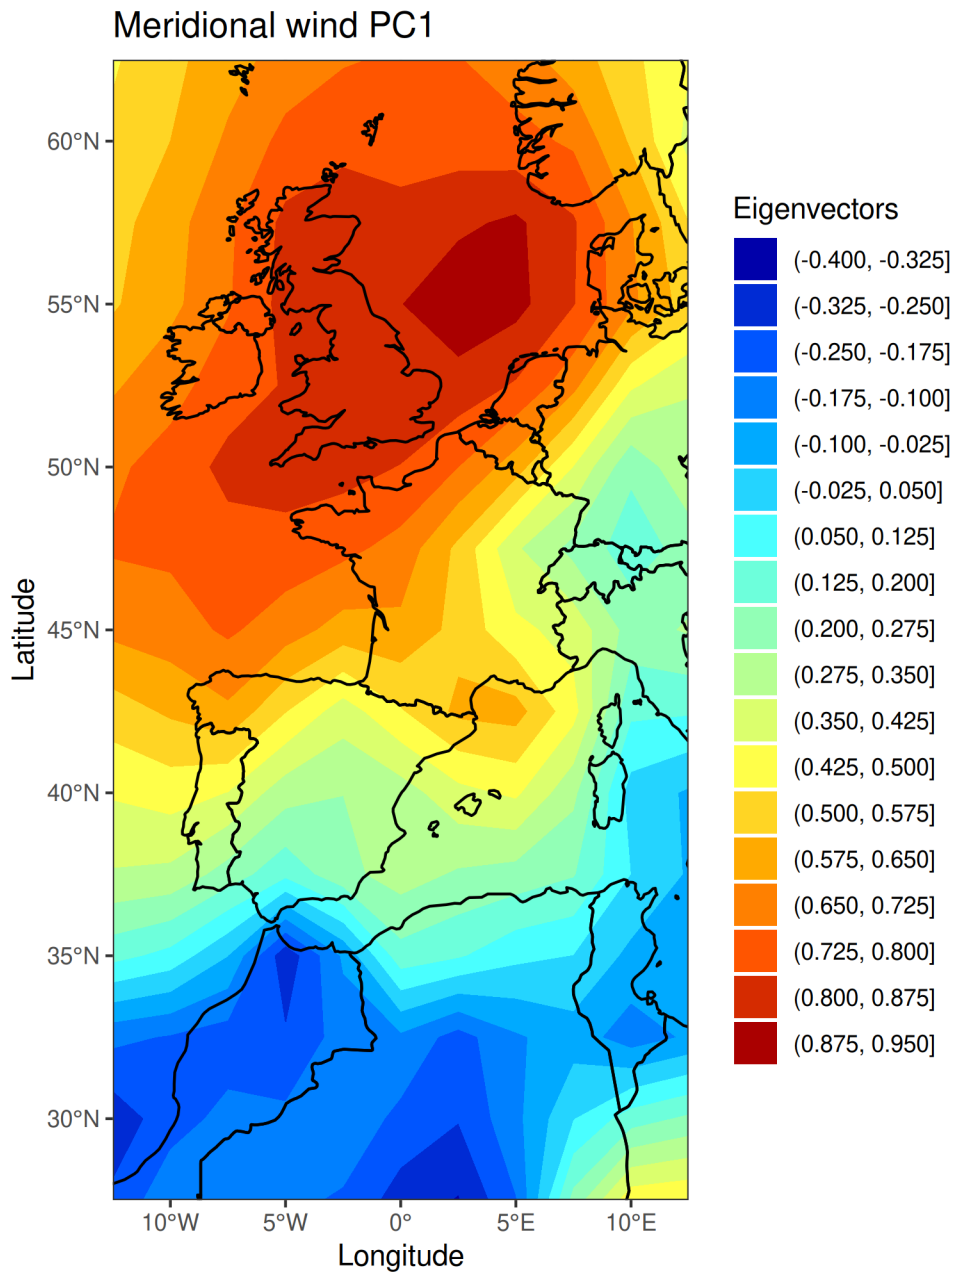 Meridional wind PC1
60°N
55°N
50°N
45°N
40°N
35°N
30°N
Latitude
10°W
5°W
0°
5°E
10°E
Longitude
Eigenvectors
(-0.400, -0.325]
(-0.325, -0.250]
(-0.250, -0.175]
(-0.175, -0.100]
(-0.100, -0.025]
(-0.025, 0.050]
(0.050, 0.125]
(0.125, 0.200]
(0.200, 0.275]
(0.275, 0.350]
(0.350, 0.425]
(0.425, 0.500]
(0.500, 0.575]
(0.575, 0.650]
(0.650, 0.725]
(0.725, 0.800]
(0.800, 0.875]
(0.875, 0.950]